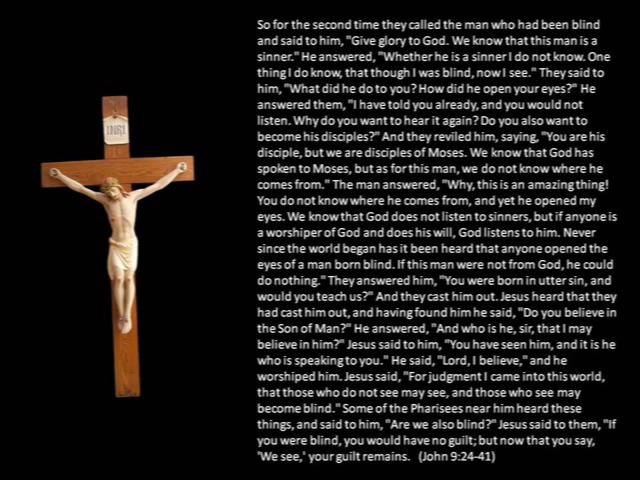 So for the second time they called the man who had been blind
and said to him, "Give glory to God. We know that this man is a
sinner." He answered, "Whether he is a sinner I do not know. One
thing I do know, that though I was blind, now I see." They said to
him, "What did he do to you? How did he open your eyes?" He
answered them, "I have told you already, and you would not
listen. Why do you want to hear it again? Do you also want to
become his disciples?" And they reviled him, saying, "You are his
disciple, but we are disciples of Moses. We know that God has
spoken to Moses, but as for this man, we do not know where he
comes from." The man answered, "Why, this is an amazing thing!
You do not know where he comes from, and yet he opened my
eyes. We know that God does not listen to sinners, but if anyone is
a worshiper of God and does his will, God listens to him. Never
since the world began has it been heard that anyone opened the
eyes of a man born blind. If this man were not from God, he could
do nothing." They answered him, "You were born in utter sin, and
would you teach us?" And they cast him out. Jesus heard that they
had cast him out, and having found him he said, "Do you believe in
the Son of Man?" He answered, "And who is he, sir, that I may
believe in him?" Jesus said to him, "You have seen him, and it is he
who is speaking to you." He said, "Lord, I believe," and he
worshiped him. Jesus said, "For judgment I came into this world,
that those who do not see may see, and those who see may
become blind." Some of the Pharisees near him heard these
things, and said to him, "Are we also blind?" Jesus said to them, "If
you were blind, you would have no guilt; but now that you say,
'We see,' your guilt remains. (John 9:24-41)
INRI